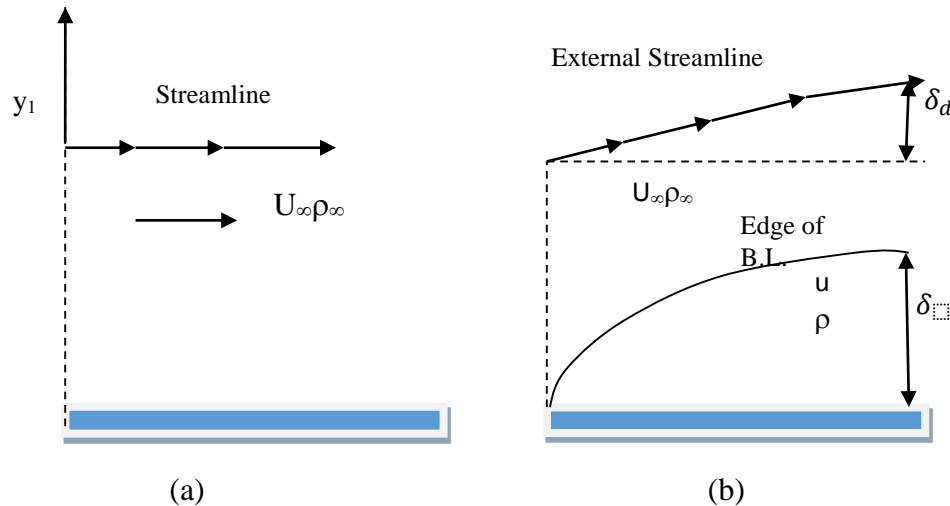 y₁
Streamline
U∞ρ∞
(a)
External Streamline
δd
U∞ρ∞
Edge of
B.L.
u
ρ
δ
(b)